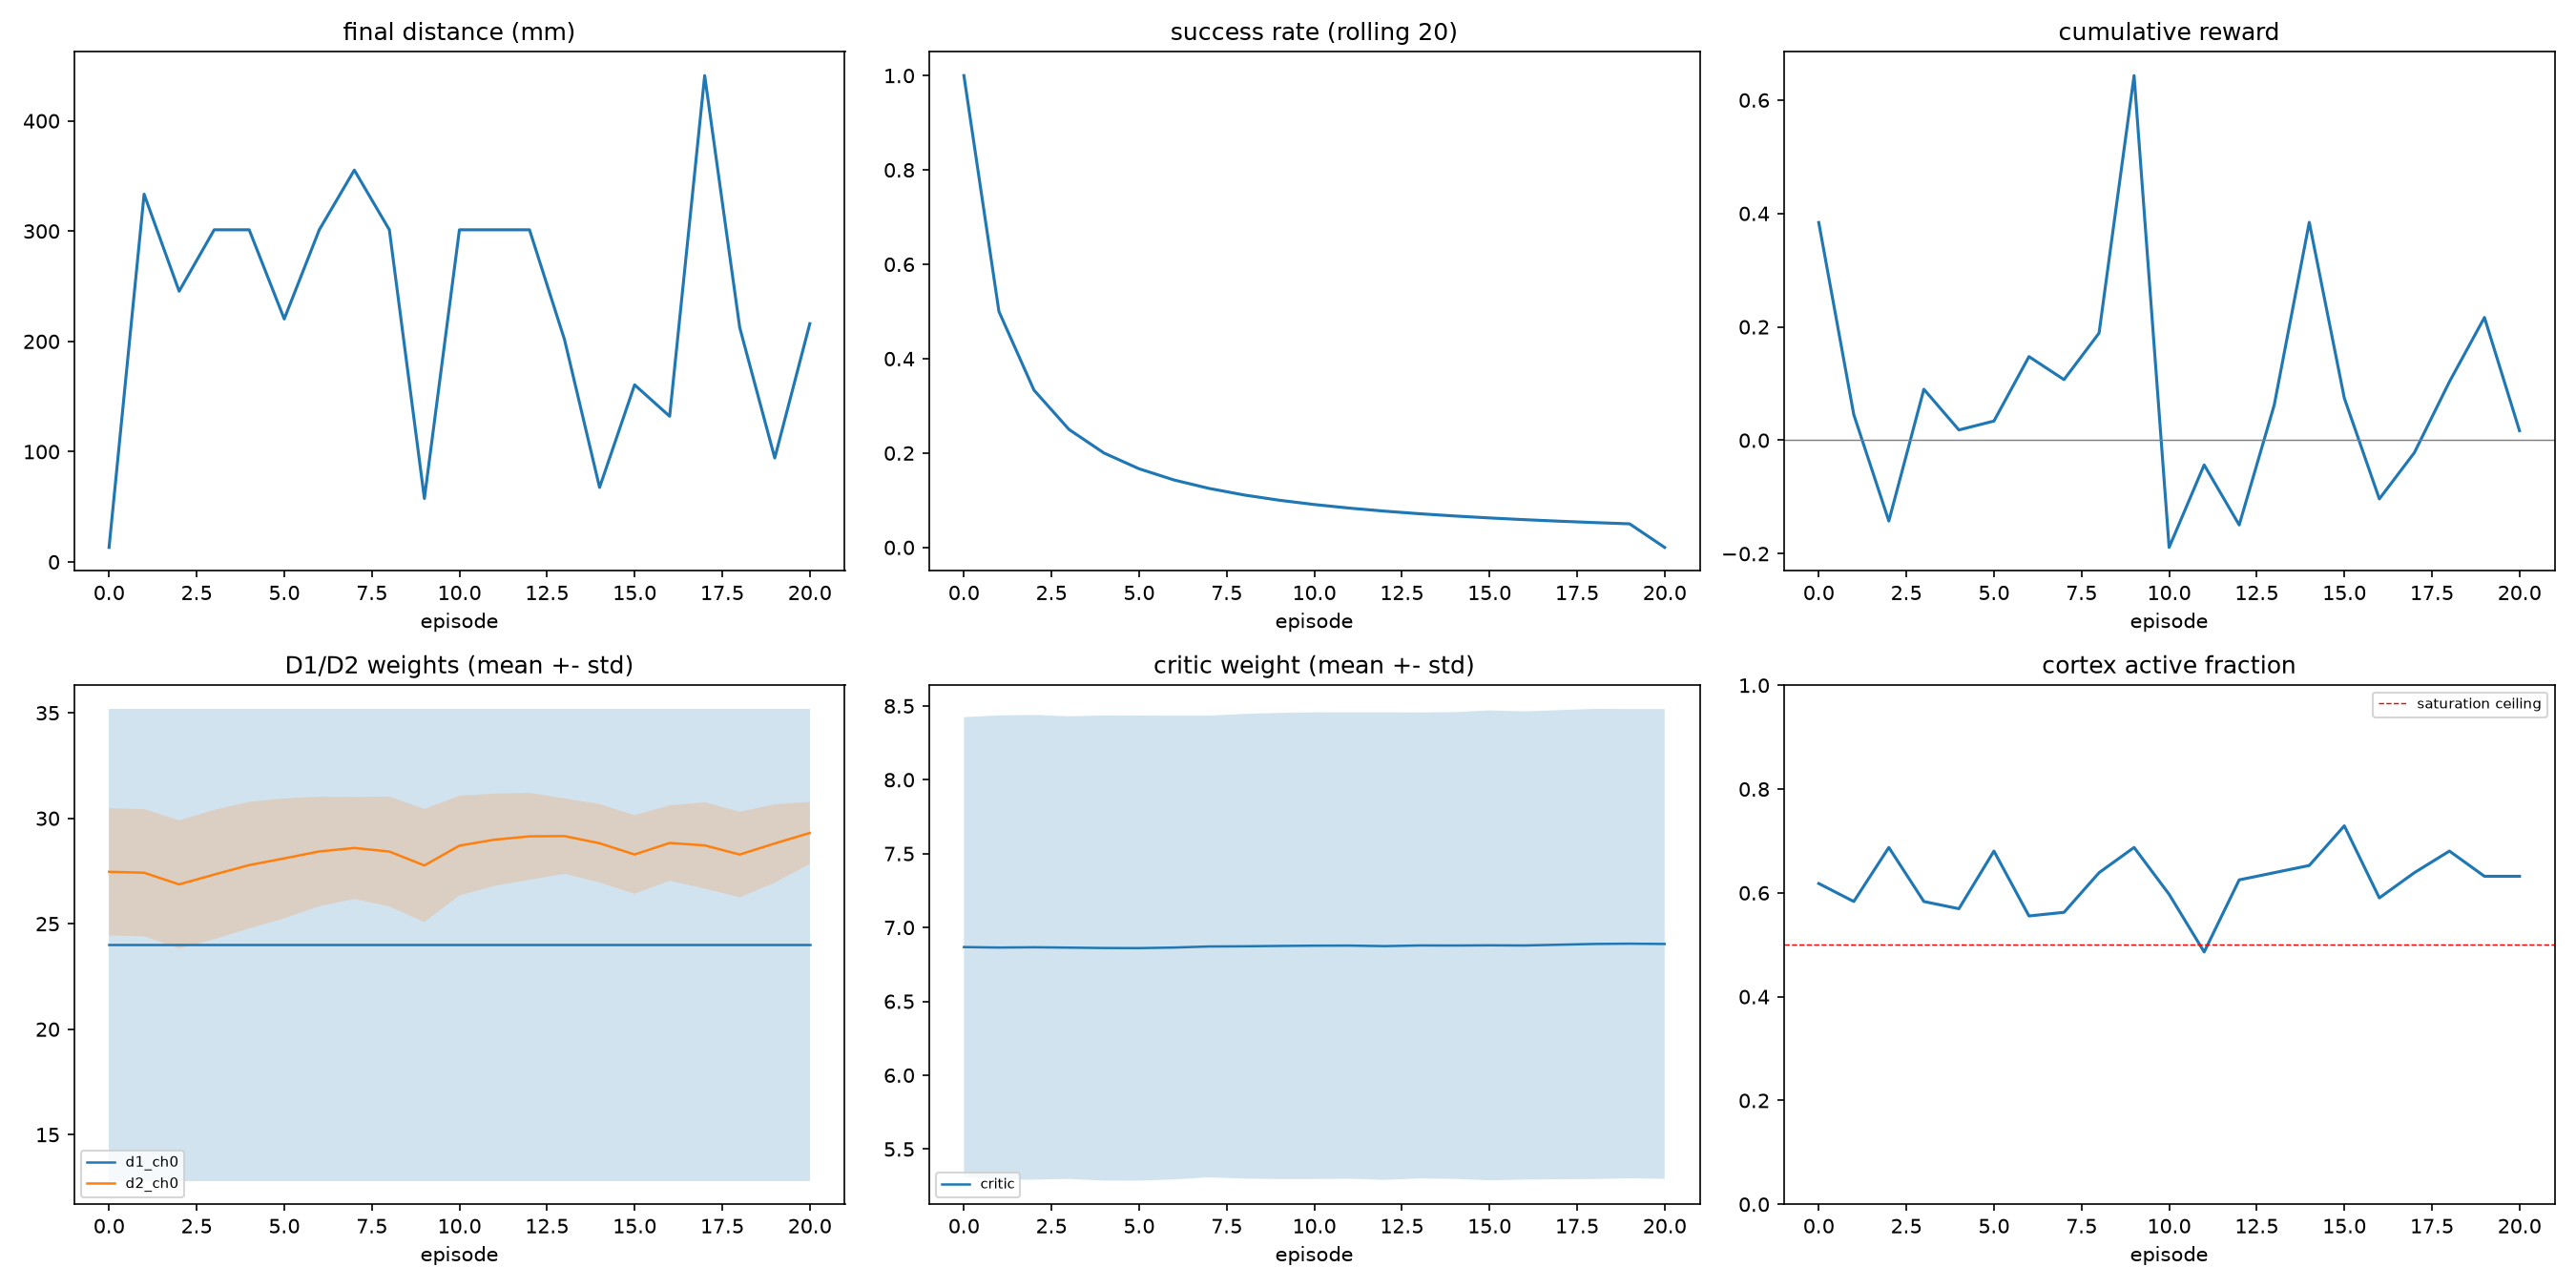 final distance (mm)
400
300
200
100
0
0.0 2.5 5.0 7.5 10.0 12.5 15.0 17.5 20.0
episode
success rate (rolling 20)
1.0
0.8
0.6
0.4
0.2
0.0
0.0 2.5 5.0 7.5 10.0 12.5 15.0 17.5 20.0
episode
cumulative reward
0.6
0.4
0.2
0.0
−0.2
0.0 2.5 5.0 7.5 10.0 12.5 15.0 17.5 20.0
episode
D1/D2 weights (mean +- std)
35
30
25
20
15
d1_ch0
d2_ch0
0.0 2.5 5.0 7.5 10.0 12.5 15.0 17.5 20.0
episode
critic weight (mean +- std)
8.5
8.0
7.5
7.0
6.5
6.0
5.5
critic
0.0 2.5 5.0 7.5 10.0 12.5 15.0 17.5 20.0
episode
cortex active fraction
1.0
saturation ceiling
0.8
0.6
0.4
0.2
0.0
0.0 2.5 5.0 7.5 10.0 12.5 15.0 17.5 20.0
episode